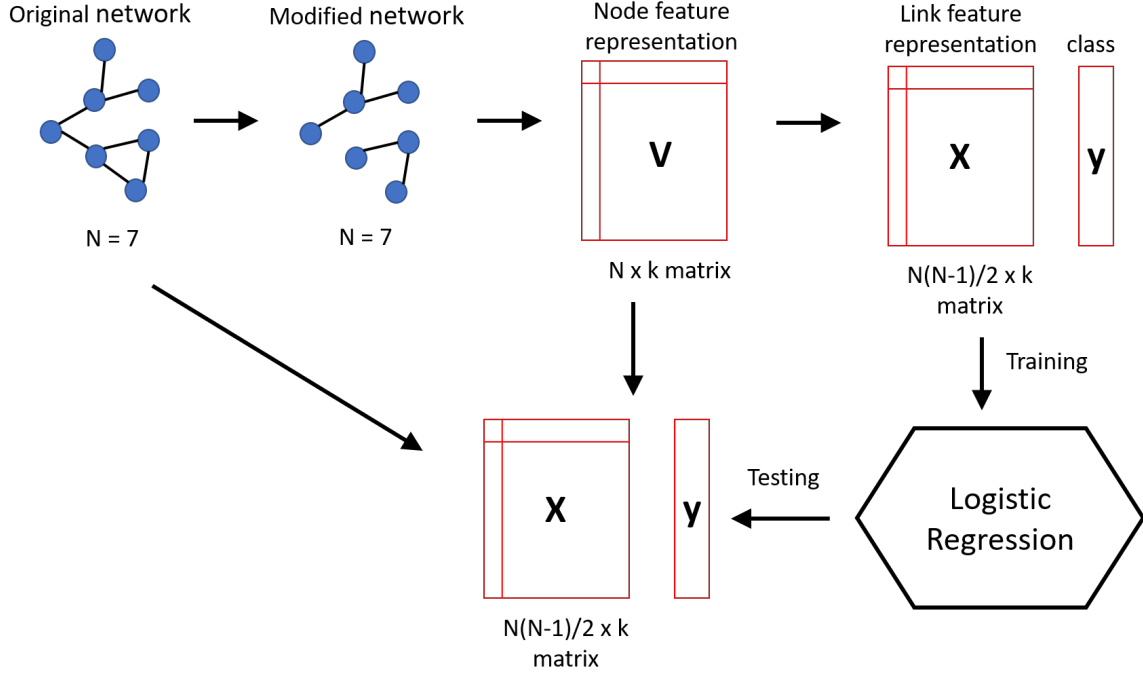 Original network
Modified network
Node feature
representation
Link feature
representation
class
V
X
y
N = 7
N = 7
N x k matrix
N(N-1)/2 x k
matrix
Training
X
y
Testing
Logistic
Regression
N(N-1)/2 x k
matrix